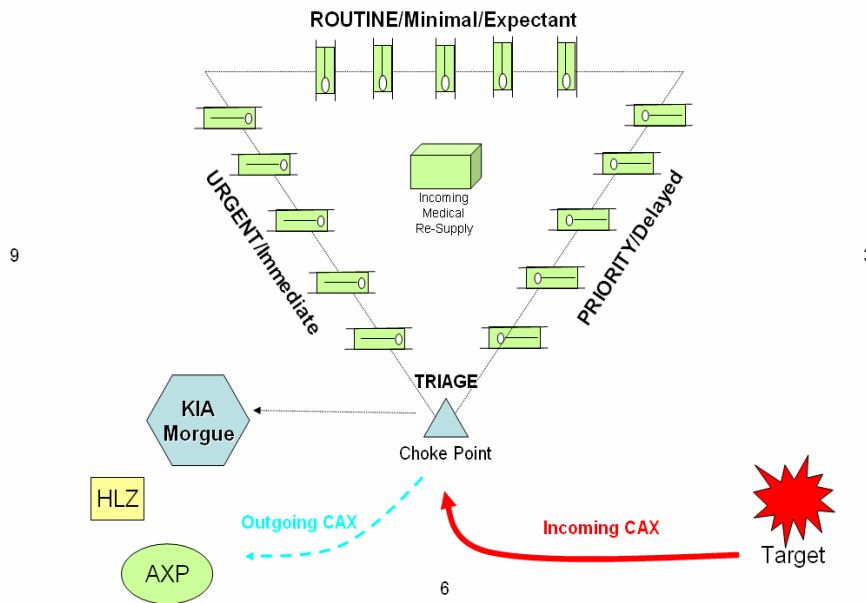 ROUTINE/Minimal/Expectant
Incoming
Medical
Re-Supply
URGENT/Immediate
PRIORITY/Delayed
9
TRIAGE
KIA
Morgue
Choke Point
HLZ
Outgoing CAX
Incoming CAX
Target
AXP
6